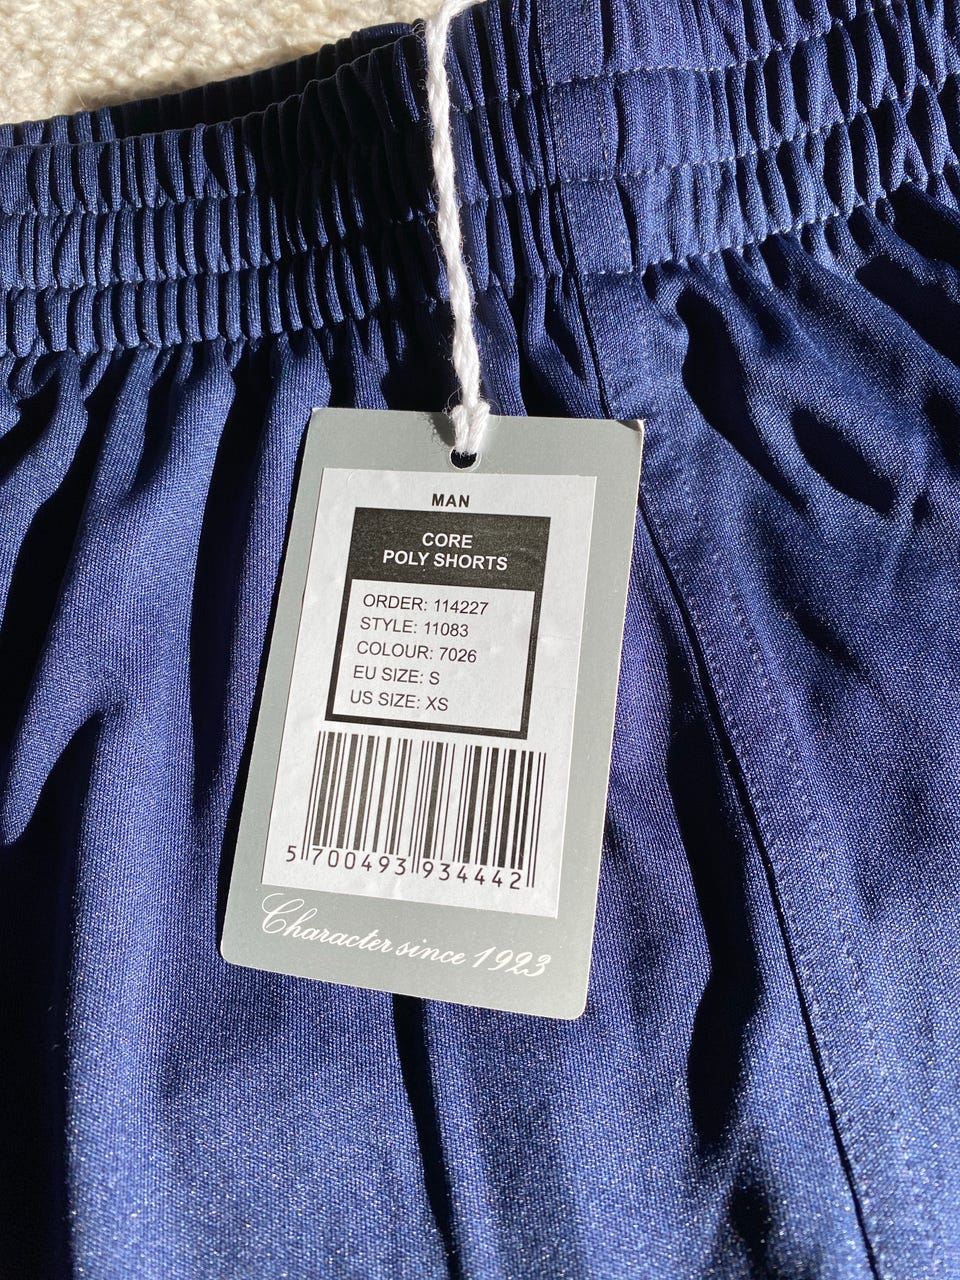 MAN
CORE
POLY SHORTS
ORDER: 114227
STYLE: 11083
COLOUR: 7026
EU SIZE: S
US SIZE: XS
5 700493 934442
Character since 1923